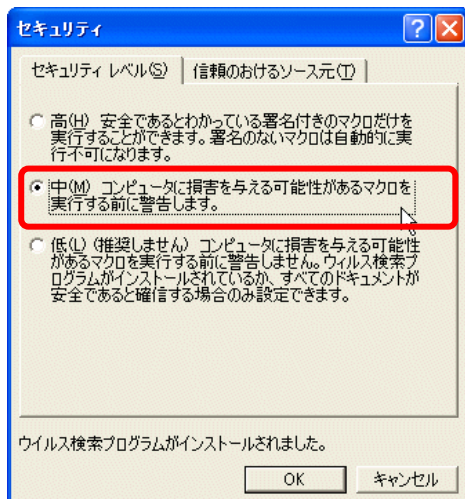 セキュリティ
セキュリティ レベル(S)
信頼のおけるソース元(T)
高(H) 安全であるとわかっている署名付きのマクロだけを
実行することができます。署名のないマクロは自動的に実
行不可になります。
中(M) コンピュータに損害を与える可能性があるマクロを
実行する前に警告します。
低(L) (推奨しません) コンピュータに損害を与える可能性
があるマクロを実行する前に警告しません。ウィルス検索プ
ログラムがインストールされているか、すべてのドキュメントが
安全であると確信する場合のみ設定できます。
ウイルス検索プログラムがインストールされました。
OK
キャンセル